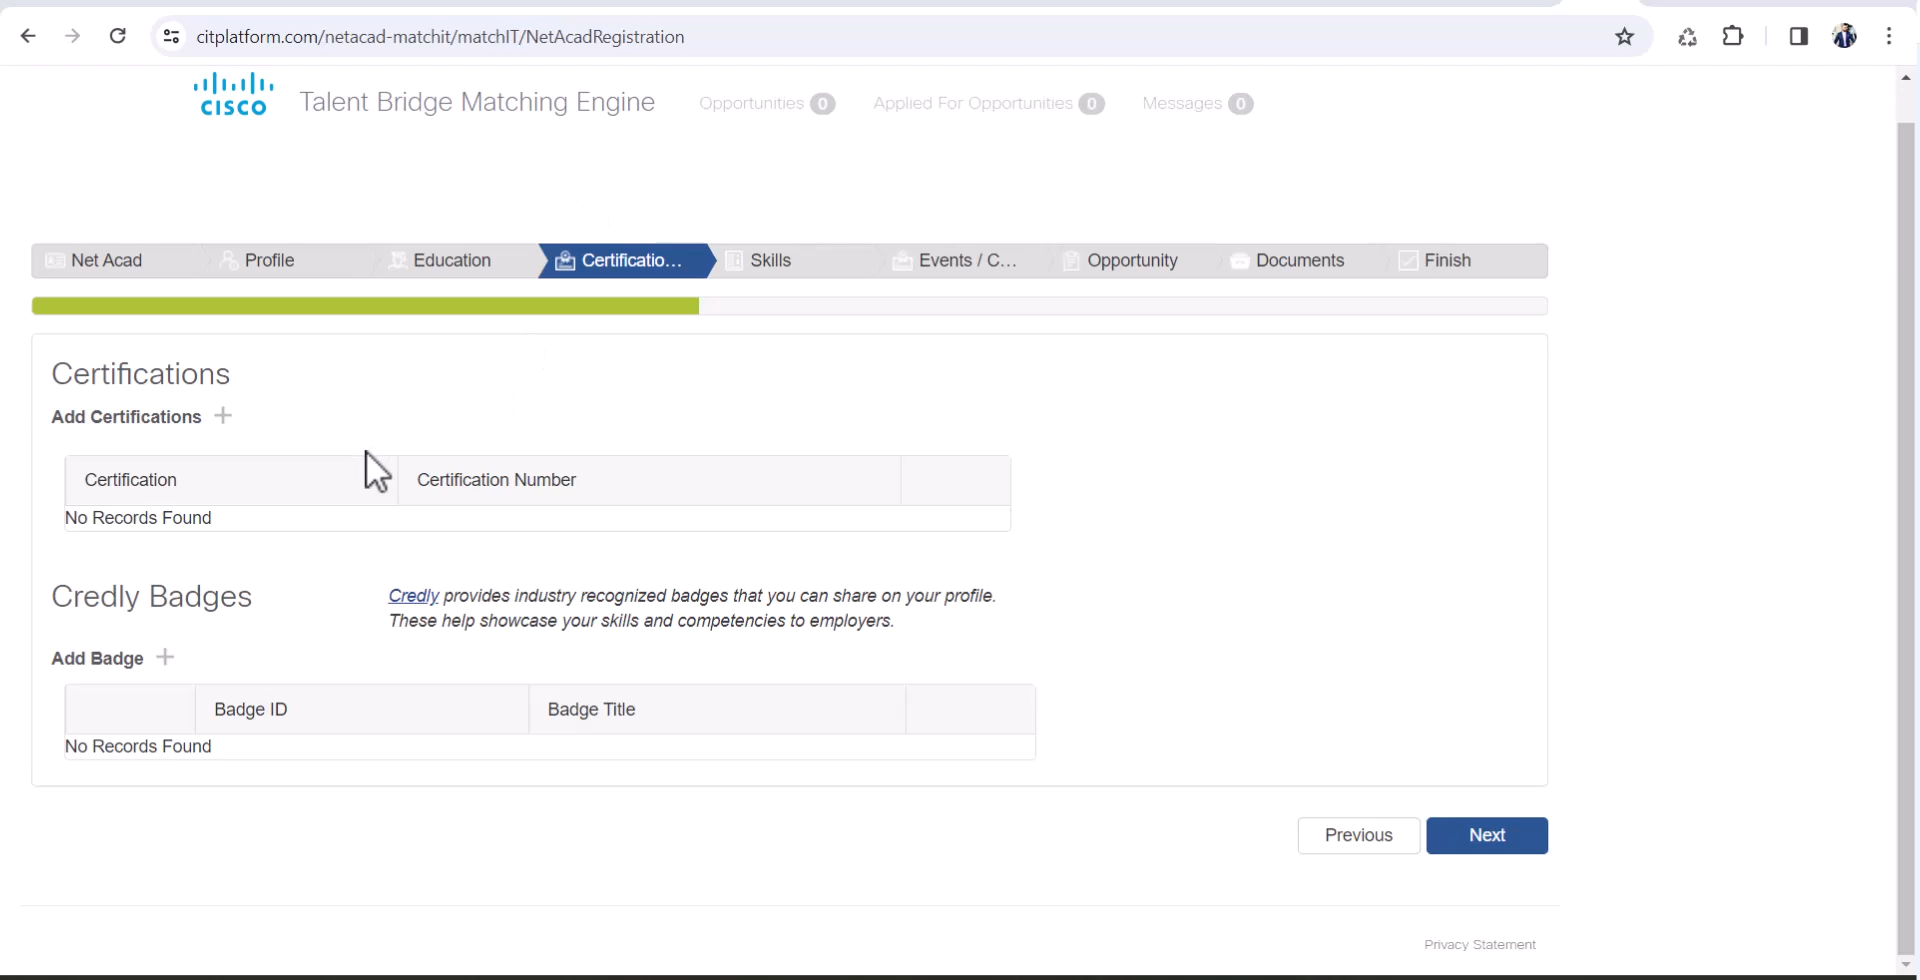 citplatform.com/netacad-matchit/matchIT/NetAcadRegistration
CISCO
Talent Bridge Matching Engine
Opportunities 0
Applied For Opportunities 0
Messages 0
Net Acad
Profile
Education
Certificatio...
Skills
Events / C...
Opportunity
Documents
Finish
Certifications
Add Certifications +
Certification
Certification Number
No Records Found
Credly Badges
Credly provides industry recognized badges that you can share on your profile.
These help showcase your skills and competencies to employers.
Add Badge +
Badge ID
Badge Title
No Records Found
Previous
Next
Privacy Statement